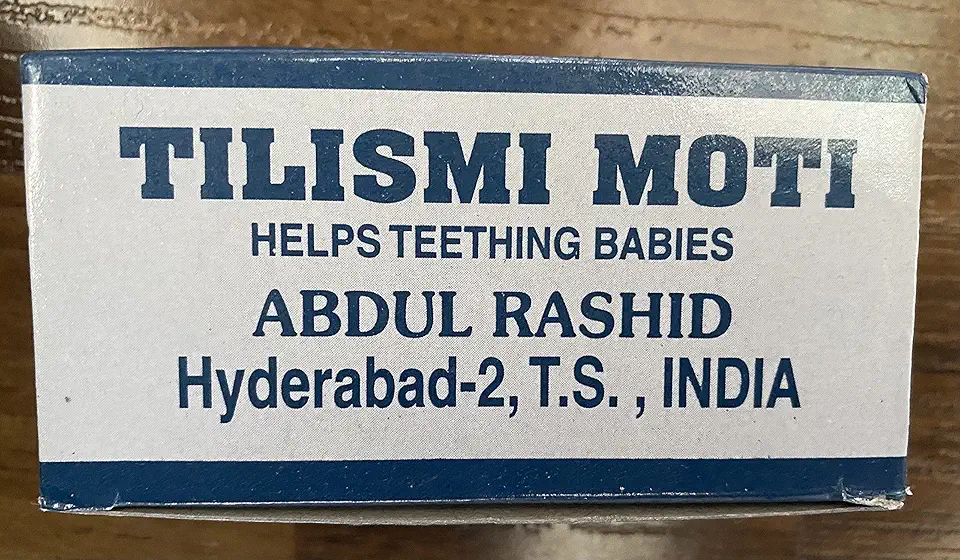 TILISMI MOTI
HELPS TEETHING BABIES
ABDUL RASHID
Hyderabad-2, T.S. , INDIA